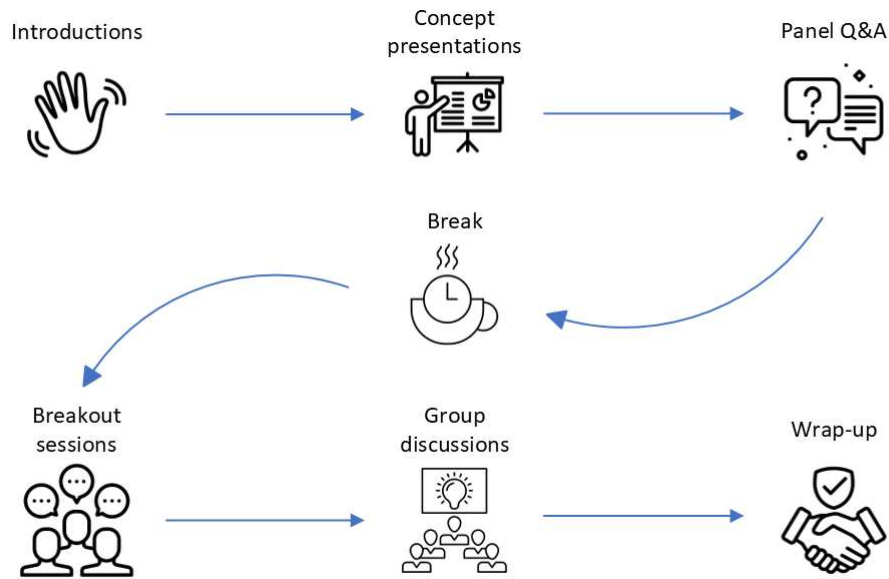 Introductions
Concept
presentations
Panel Q&A
?
Break
Breakout
sessions
Group
discussions
Wrap-up